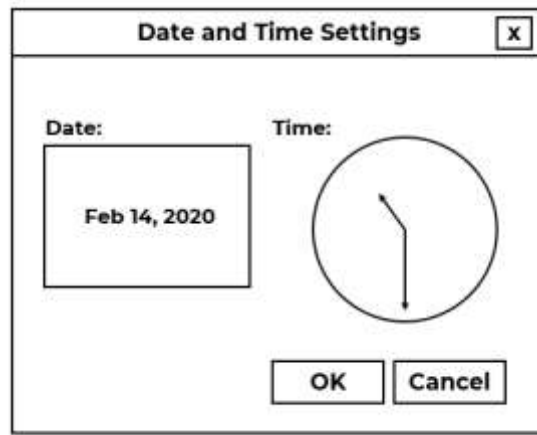 Date and Time Settings
X
Date:
Time:
Feb 14, 2020
OK
Cancel